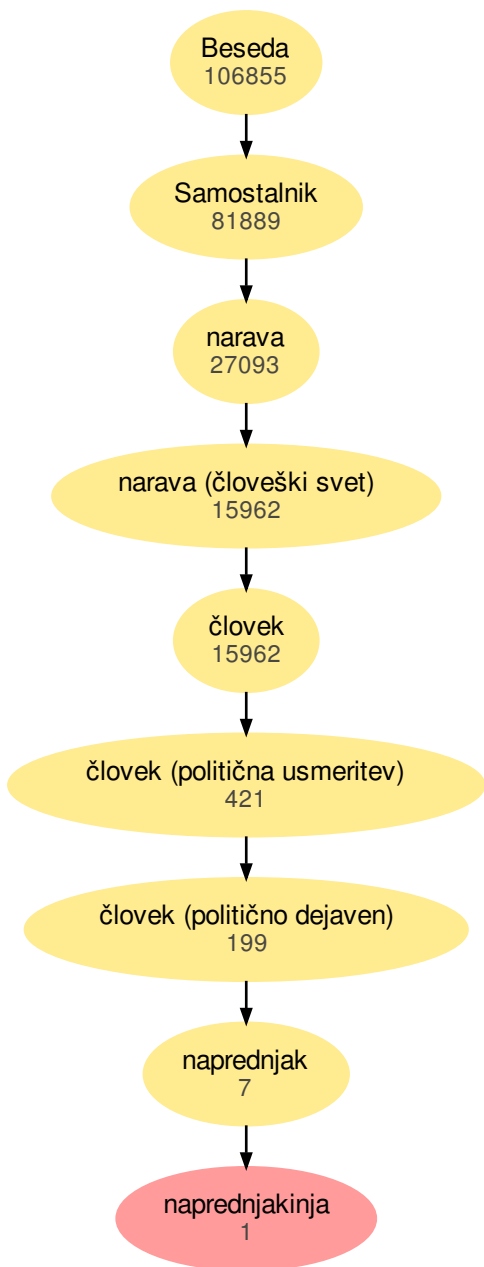 Beseda
106855
Samostalnik
81889
narava
27093
narava (človeški svet)
15962
človek
15962
človek (politična usmeritev)
421
človek (politično dejaven)
199
naprednjak
7
naprednjakinja
1